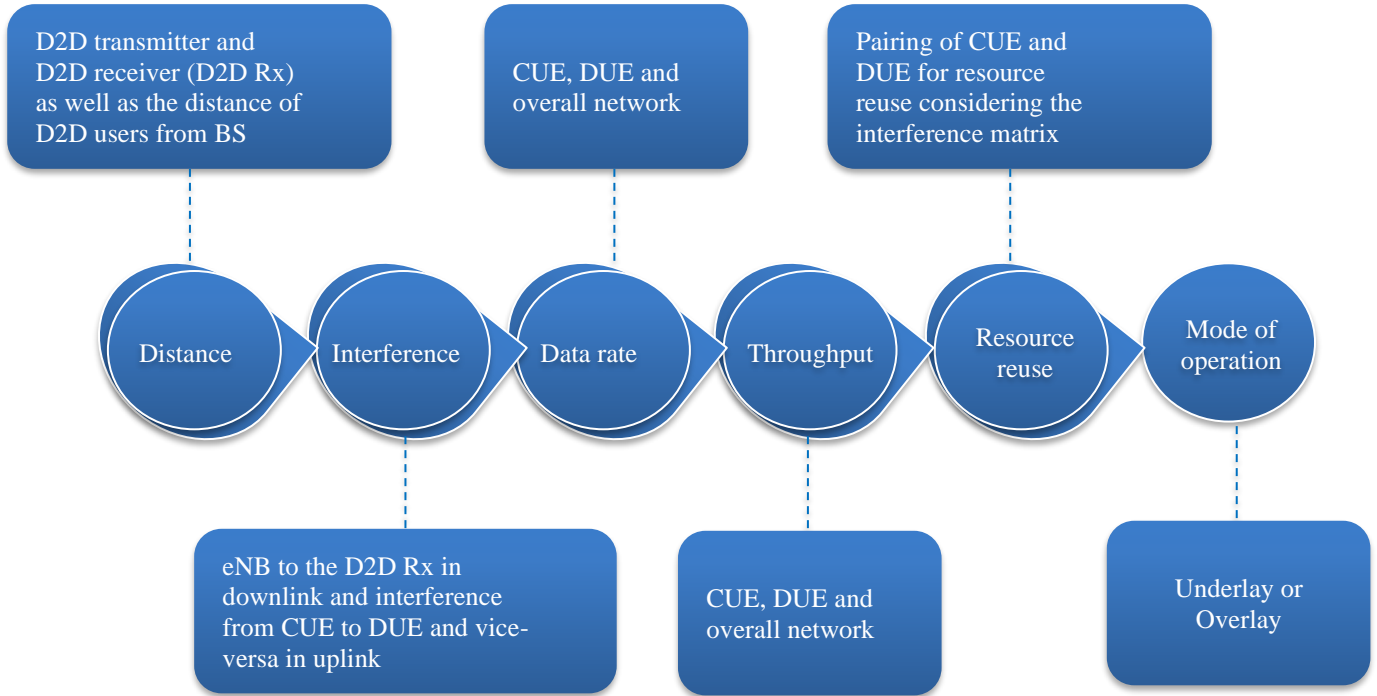 D2D transmitter and
D2D receiver (D2D Rx)
as well as the distance of
D2D users from BS
CUE, DUE and
overall network
Pairing of CUE and
DUE for resource
reuse considering the
interference matrix
Distance
Interference
Data rate
Throughput
Resource
reuse
Mode of
operation
eNB to the D2D Rx in
downlink and interference
from CUE to DUE and vice-
versa in uplink
CUE, DUE and
overall network
Underlay or
Overlay